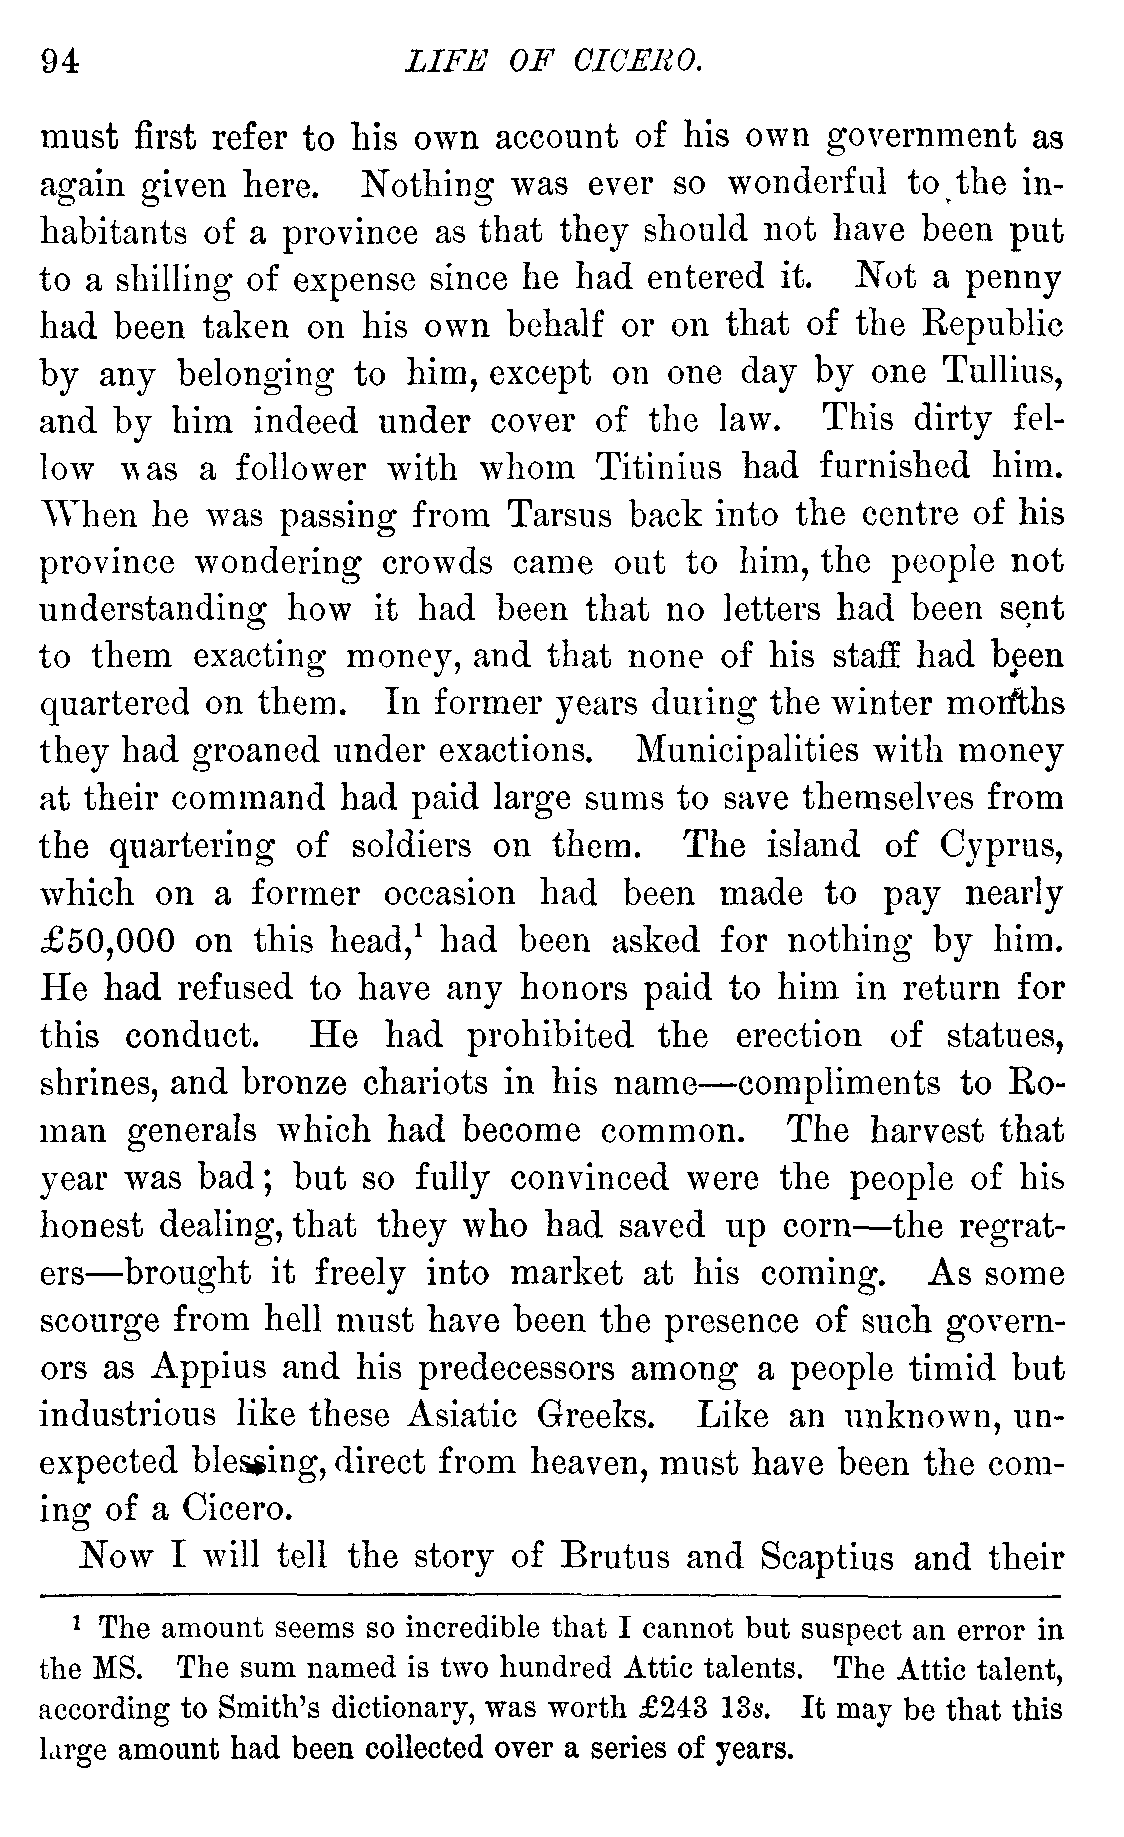 94 LIFE OF CICERO.
must first refer to his own account of his own government as
again given here. Nothing was ever so wonderful to the in-
habitants of a province as that they should not have been put
to a shilling of expense since he had entered it. Not a penny
had been taken on his own behalf or on that of the Republic
by any belonging to him, except on one day by one Tullius,
and by him indeed under cover of the law. This dirty fel-
low was a follower with whom Titinius had furnished him.
When he was passing from Tarsus back into the centre of his
province wondering crowds came out to him, the people not
understanding how it had been that no letters had been sent
to them exacting money, and that none of his staff had been
quartered on them. In former years during the winter months
they had groaned under exactions. Municipalities with money
at their command had paid large sums to save themselves from
the quartering of soldiers on them. The island of Cyprus,
which on a former occasion had been made to pay nearly
£50,000 on this head,¹ had been asked for nothing by him.
He had refused to have any honors paid to him in return for
this conduct. He had prohibited the erection of statues,
shrines, and bronze chariots in his name—compliments to Ro-
man generals which had become common. The harvest that
year was bad; but so fully convinced were the people of his
honest dealing, that they who had saved up corn—the regrat-
ers—brought it freely into market at his coming. As some
scourge from hell must have been the presence of such govern-
ors as Appius and his predecessors among a people timid but
industrious like these Asiatic Greeks. Like an unknown, un-
expected blessing, direct from heaven, must have been the com-
ing of a Cicero.
Now I will tell the story of Brutus and Scaptius and their
¹ The amount seems so incredible that I cannot but suspect an error in
the MS. The sum named is two hundred Attic talents. The Attic talent,
according to Smith's dictionary, was worth £243 13s. It may be that this
large amount had been collected over a series of years.